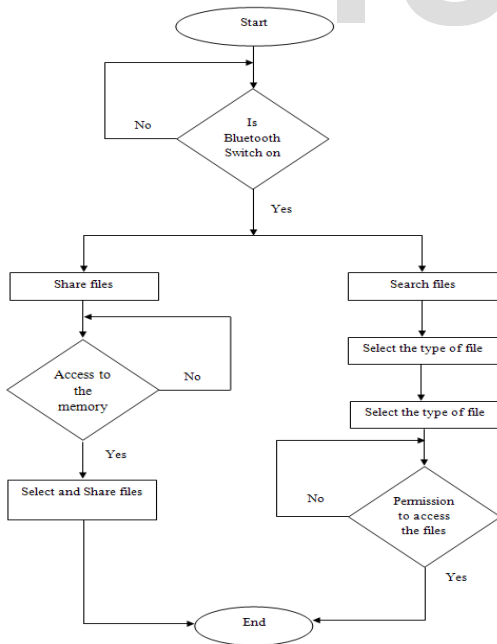 Start
No
Is
Bluetooth
Switch on
Yes
Share files
Search files
Select the type of file
Access to
the
memory
No
Select the type of file
Yes
Select and Share files
No
Permission
to access
the files
Yes
End